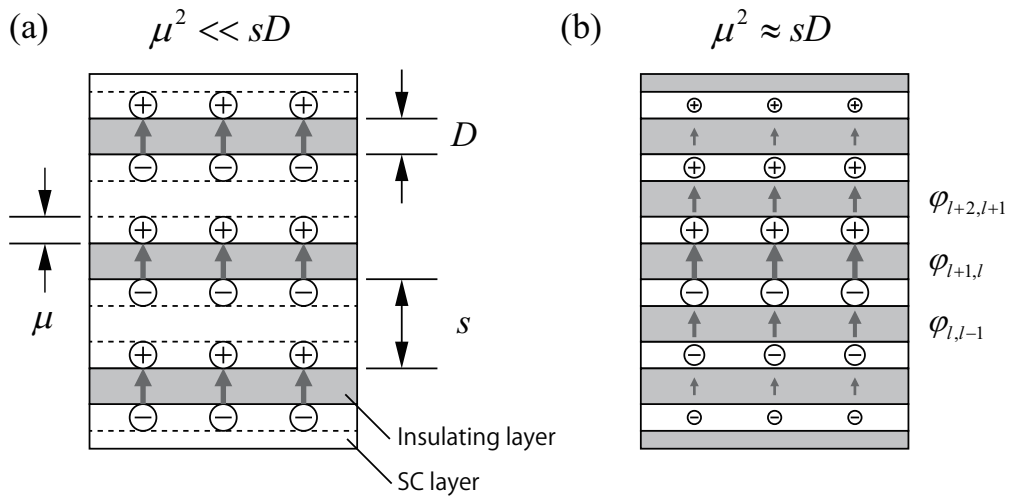 (a) μ² << sD
(b) μ² ≈ sD
D
μ
s
φl+2,l+1
φl+1,l
φl,l−1
Insulating layer
SC layer